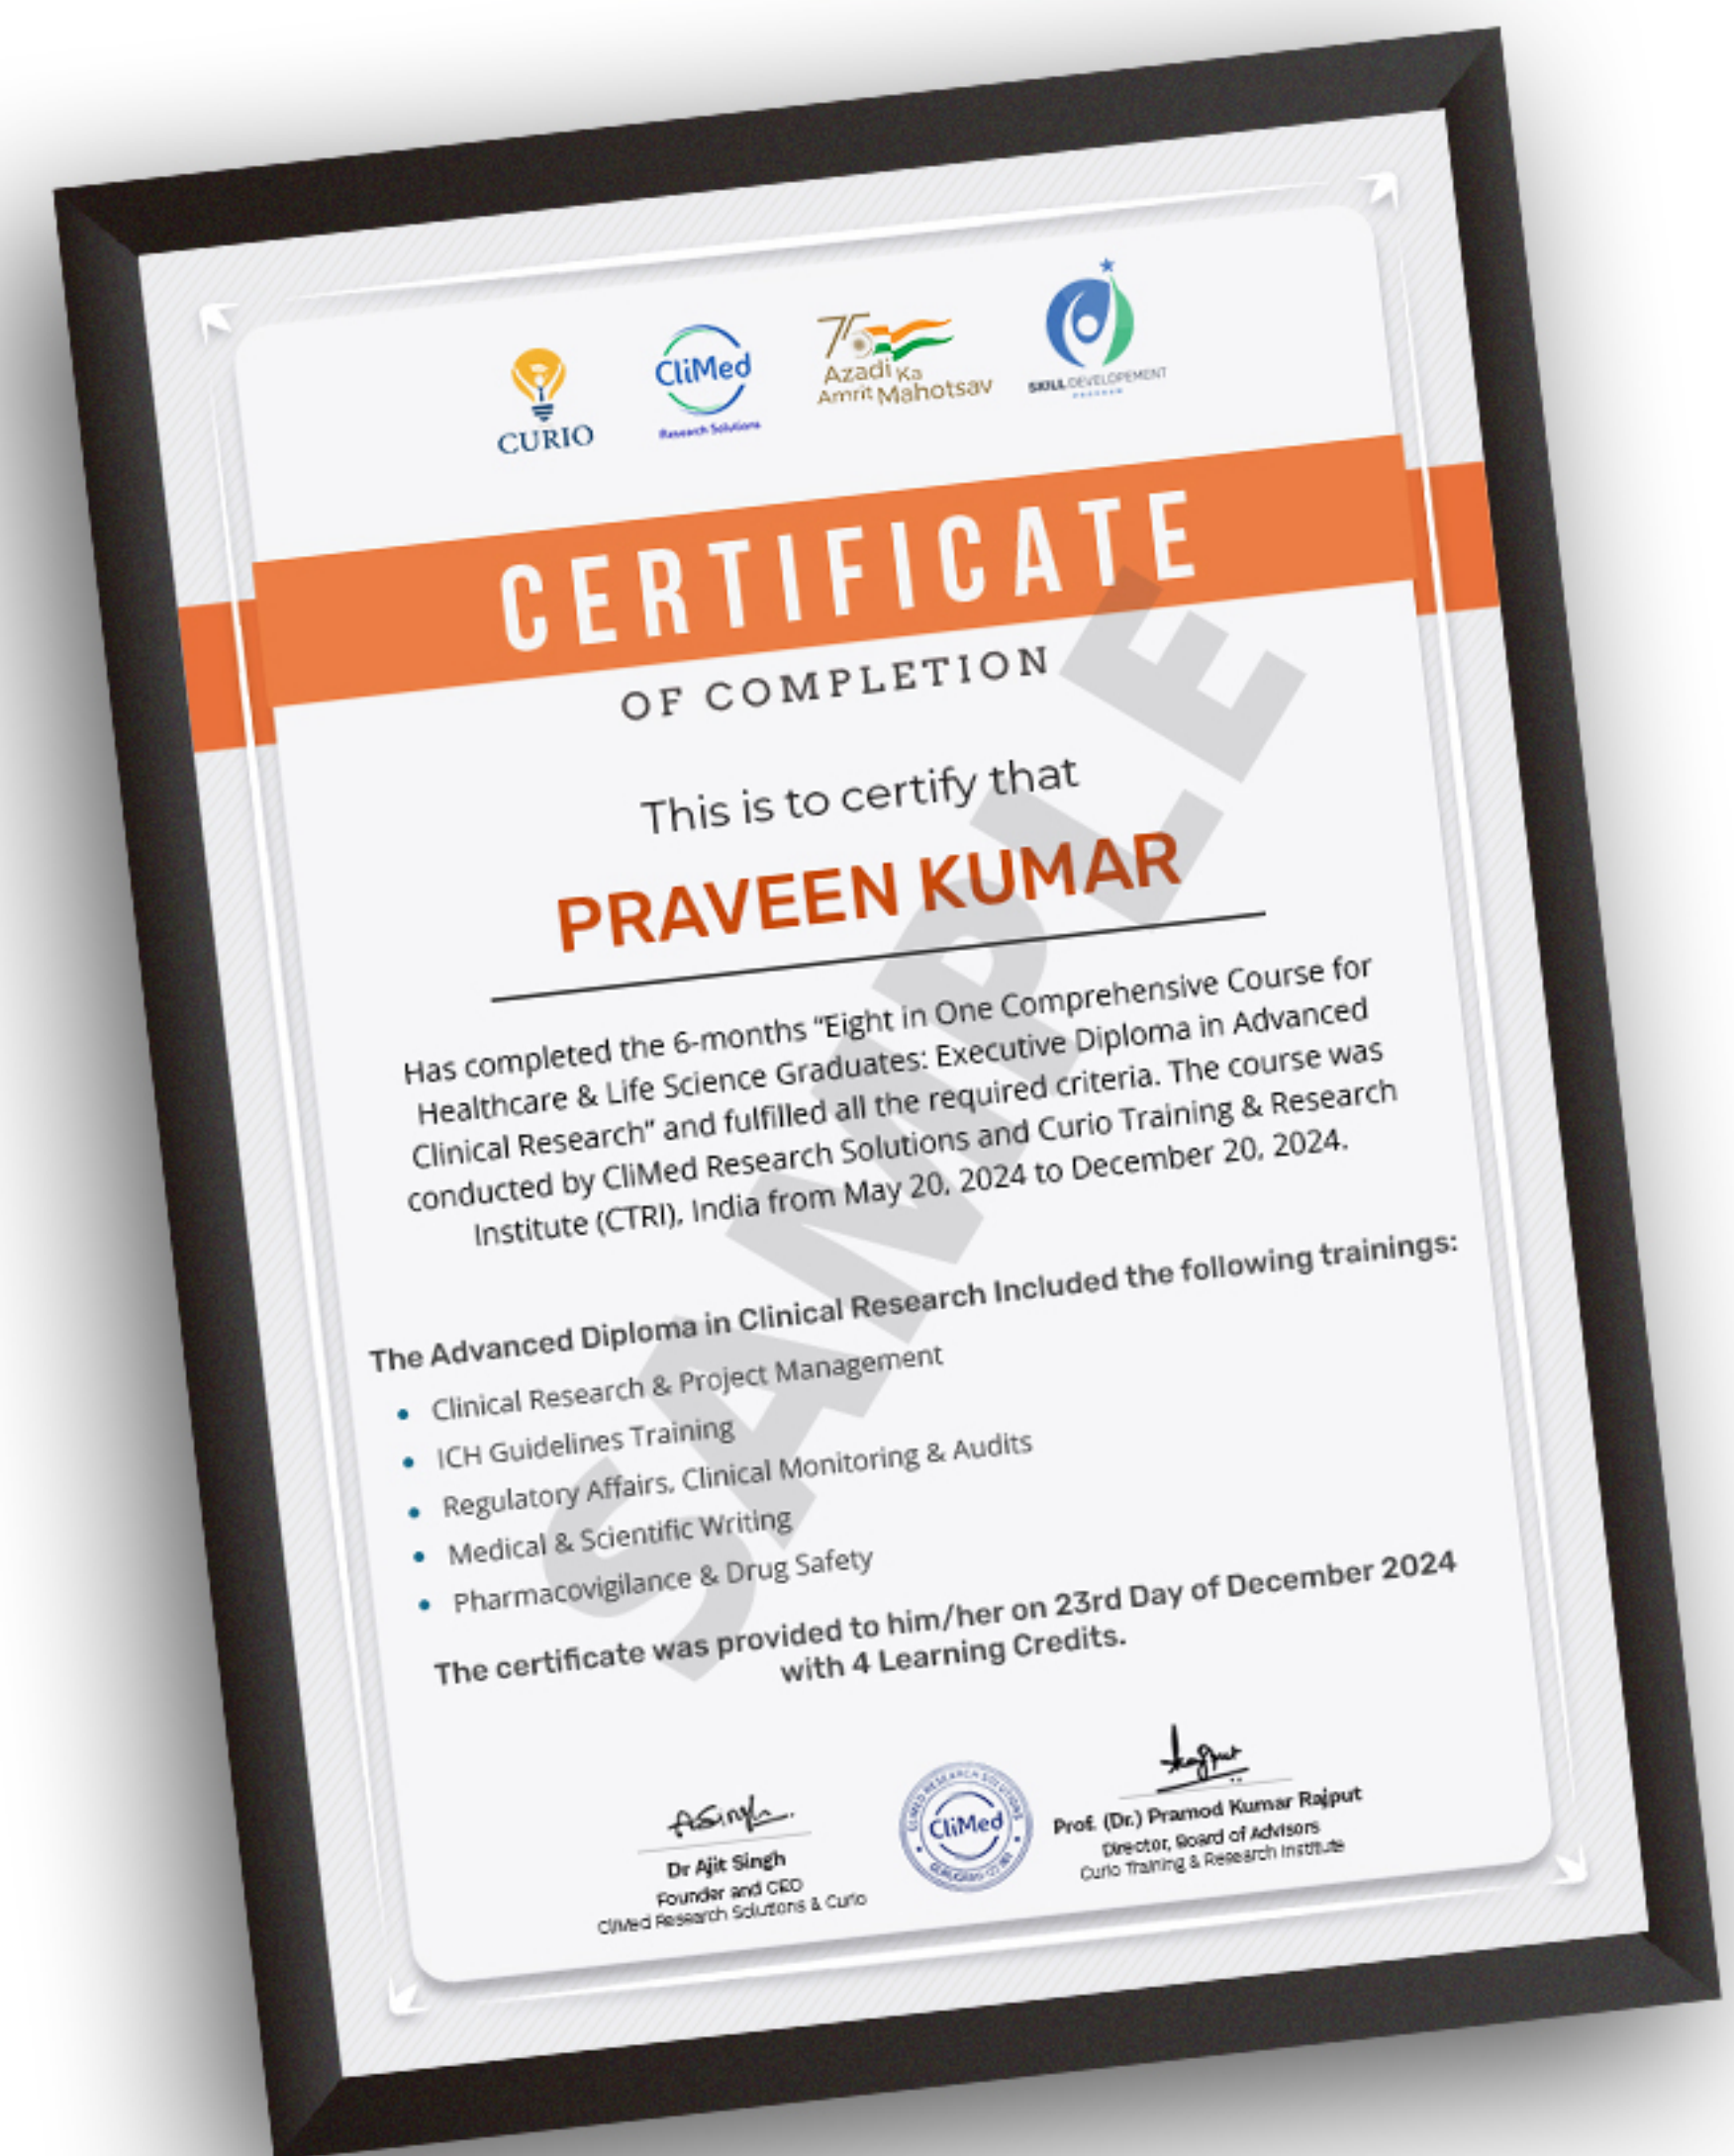 CURIO
CliMed
Research Solutions
75
Azadi Ka
Amrit Mahotsav
SKILL DEVELOPEMENT
CERTIFICATE
OF COMPLETION
This is to certify that
PRAVEEN KUMAR
Has completed the 6-months “Eight in One Comprehensive Course for
Healthcare & Life Science Graduates: Executive Diploma in Advanced
Clinical Research” and fulfilled all the required criteria. The course was
conducted by CliMed Research Solutions and Curio Training & Research
Institute (CTRI), India from May 20, 2024 to December 20, 2024.
The Advanced Diploma in Clinical Research Included the following trainings:
• Clinical Research & Project Management
• ICH Guidelines Training
• Regulatory Affairs, Clinical Monitoring & Audits
• Medical & Scientific Writing
• Pharmacovigilance & Drug Safety
The certificate was provided to him/her on 23rd Day of December 2024
with 4 Learning Credits.
SAMPLE
ASingh
Dr Ajit Singh
Founder and CEO
CliMed Research Solutions & Curio
CLIMED RESEARCH SOLUTIONS
CliMed
Prof. (Dr.) Pramod Kumar Rajput
Director, Board of Advisors
Curio Training & Research Institute